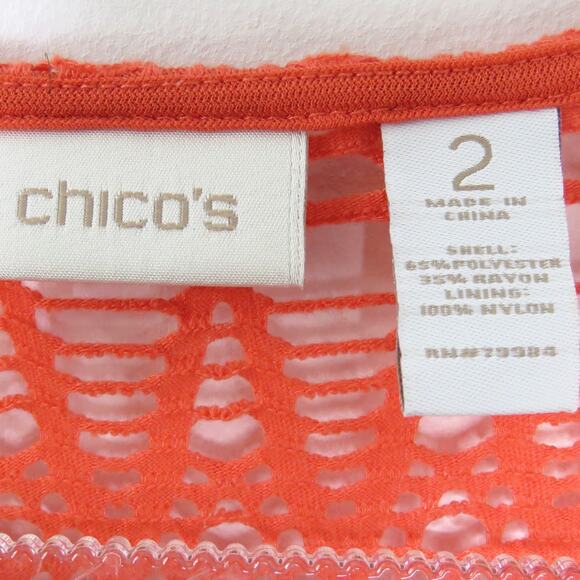 chico's
2
MADE IN
CHINA
SHELL:
65% POLYESTER
35% RAYON
LINING:
100% NYLON
RN#79984